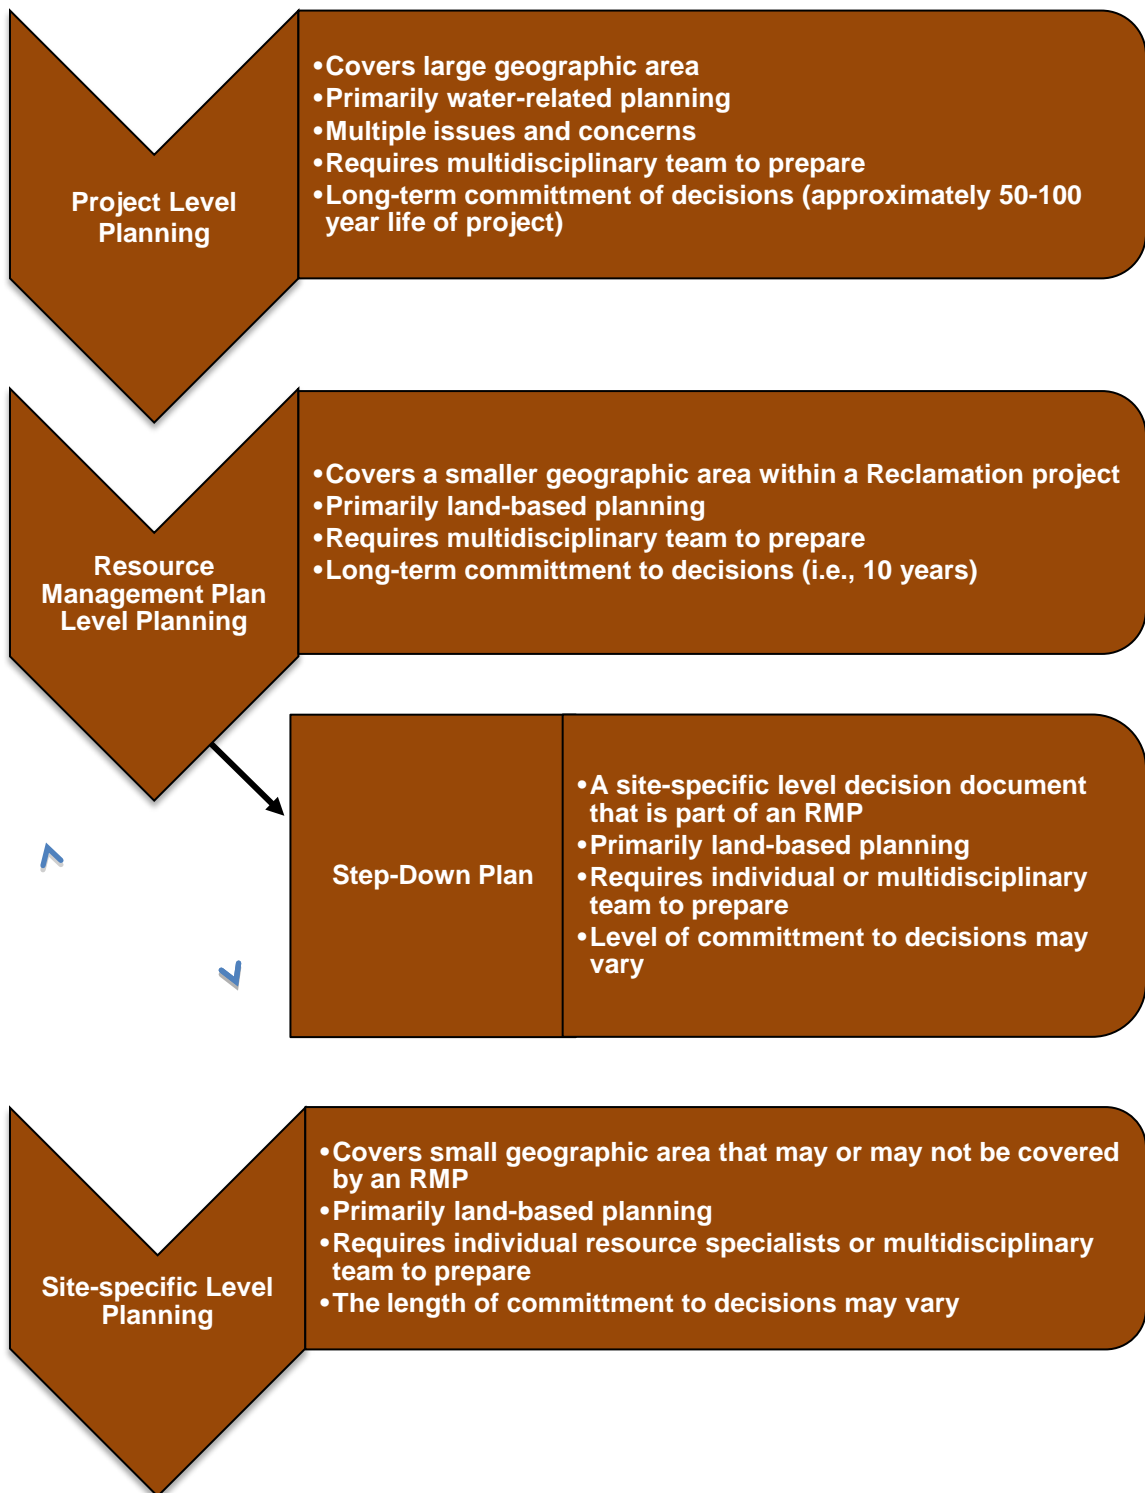 Project Level
Planning
•Covers large geographic area
•Primarily water-related planning
•Multiple issues and concerns
•Requires multidisciplinary team to prepare
•Long-term committment of decisions (approximately 50-100
year life of project)
Resource
Management Plan
Level Planning
•Covers a smaller geographic area within a Reclamation project
•Primarily land-based planning
•Requires multidisciplinary team to prepare
•Long-term committment to decisions (i.e., 10 years)
Step-Down Plan
•A site-specific level decision document
that is part of an RMP
•Primarily land-based planning
•Requires individual or multidisciplinary
team to prepare
•Level of committment to decisions may
vary
Site-specific Level
Planning
•Covers small geographic area that may or may not be covered
by an RMP
•Primarily land-based planning
•Requires individual resource specialists or multidisciplinary
team to prepare
•The length of committment to decisions may vary